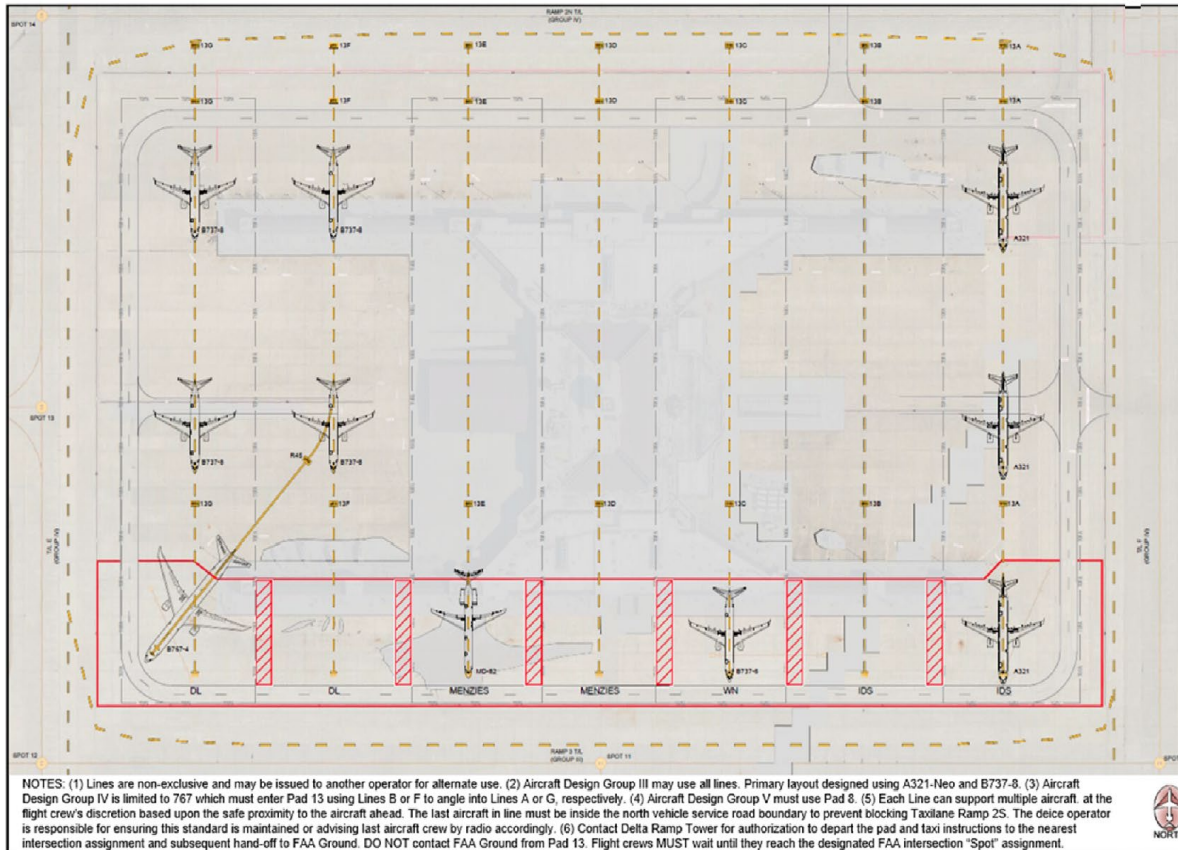 RAMP 2N T/L
(GROUP IV)
SPOT 14
13G 13F 13E 13D 13C 13B 13A
13G 13F 13E 13D 13C 13B 13A
B737-8 B737-8 A321
SPOT 13
B737-8 B737-8 A321
R45
13G 13F 13E 13D 13C 13B 13A
T/L E
(GROUP IV)
T/L F
(GROUP IV)
B767-4 MD-82 B737-8 A321
DL DL MENZIES MENZIES WN IDS IDS
SPOT 12
RAMP 3 T/L
(GROUP III)
SPOT 11
NOTES: (1) Lines are non-exclusive and may be issued to another operator for alternate use. (2) Aircraft Design Group III may use all lines. Primary layout designed using A321-Neo and B737-8. (3) Aircraft
Design Group IV is limited to 767 which must enter Pad 13 using Lines B or F to angle into Lines A or G, respectively. (4) Aircraft Design Group V must use Pad 8. (5) Each Line can support multiple aircraft, at the
flight crew's discretion based upon the safe proximity to the aircraft ahead. The last aircraft in line must be inside the north vehicle service road boundary to prevent blocking Taxilane Ramp 2S. The deice operator
is responsible for ensuring this standard is maintained or advising last aircraft crew by radio accordingly. (6) Contact Delta Ramp Tower for authorization to depart the pad and taxi instructions to the nearest
intersection assignment and subsequent hand-off to FAA Ground. DO NOT contact FAA Ground from Pad 13. Flight crews MUST wait until they reach the designated FAA intersection "Spot" assignment.
NORTH